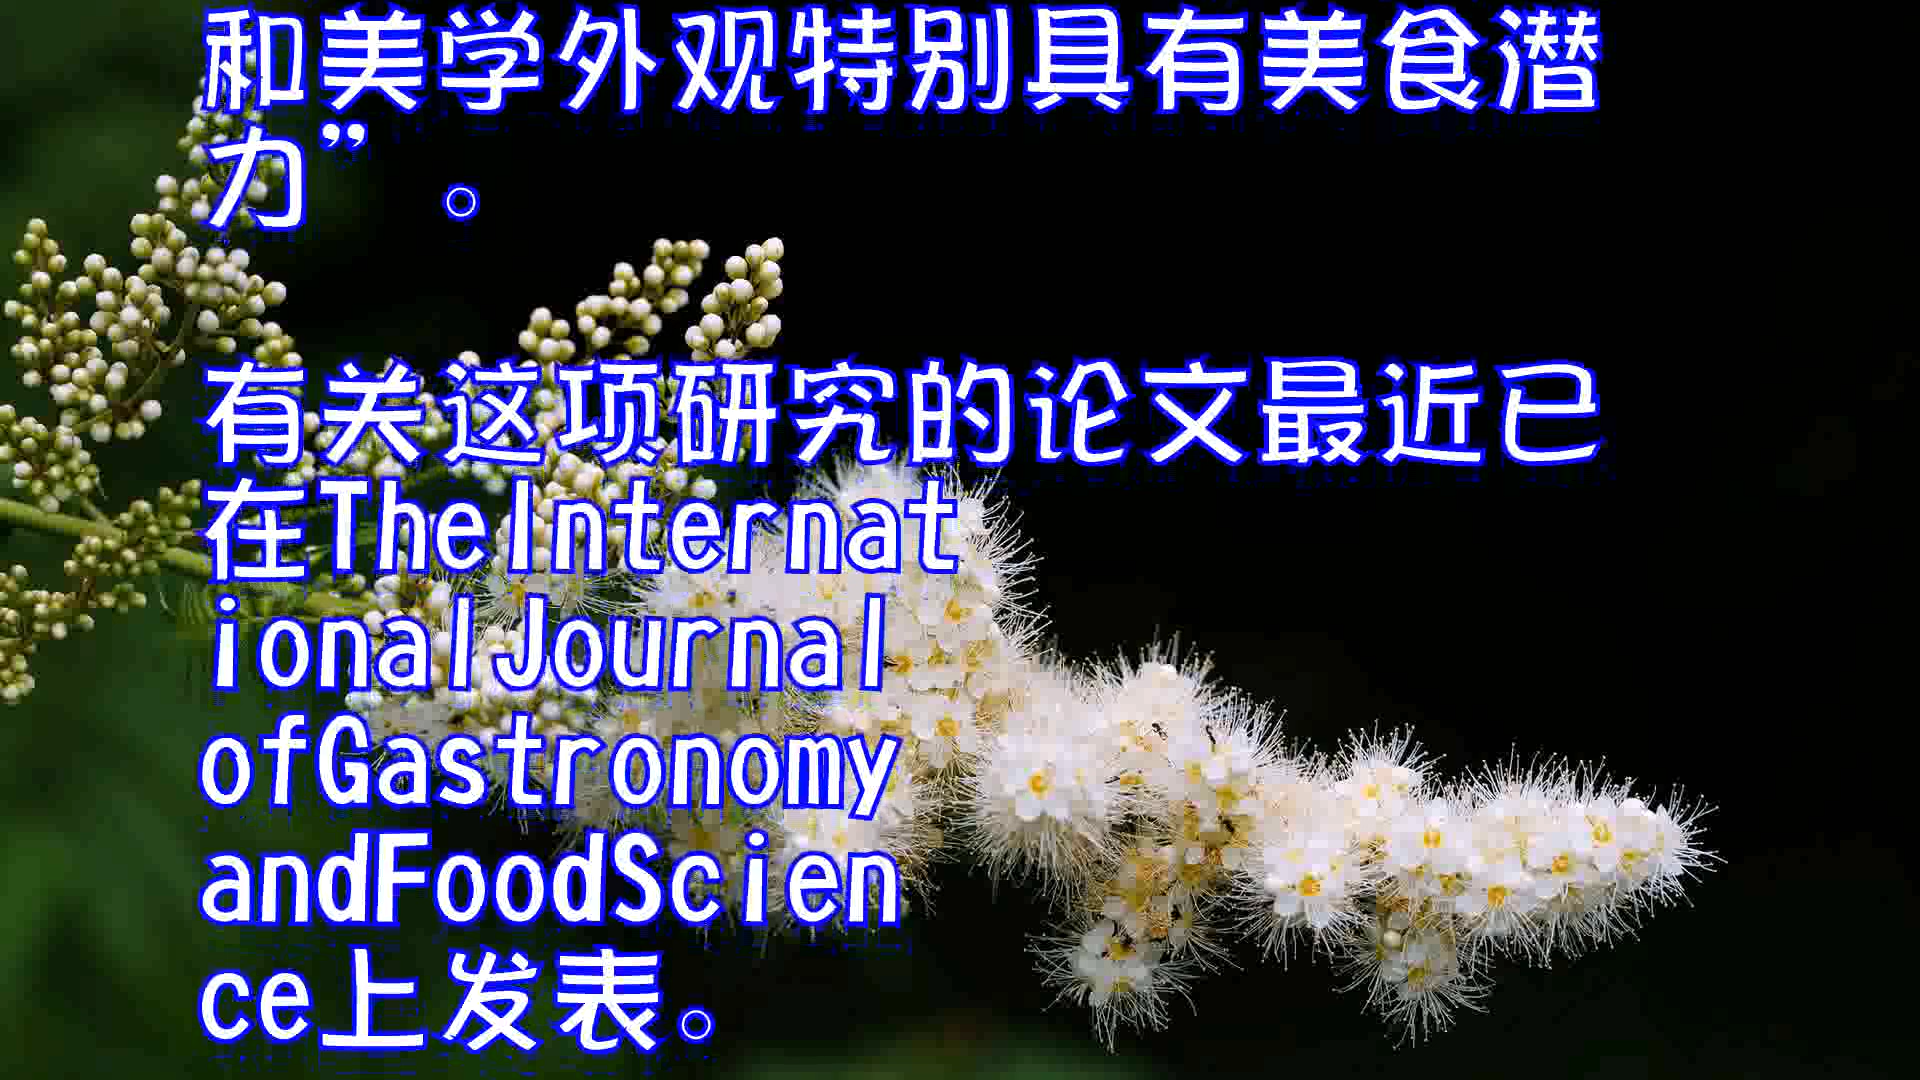 和美学外观特别具有美食潜
力”。
有关这项研究的论文最近已
在TheInternat
ionalJournal
ofGastronomy
andFoodScien
ce上发表。